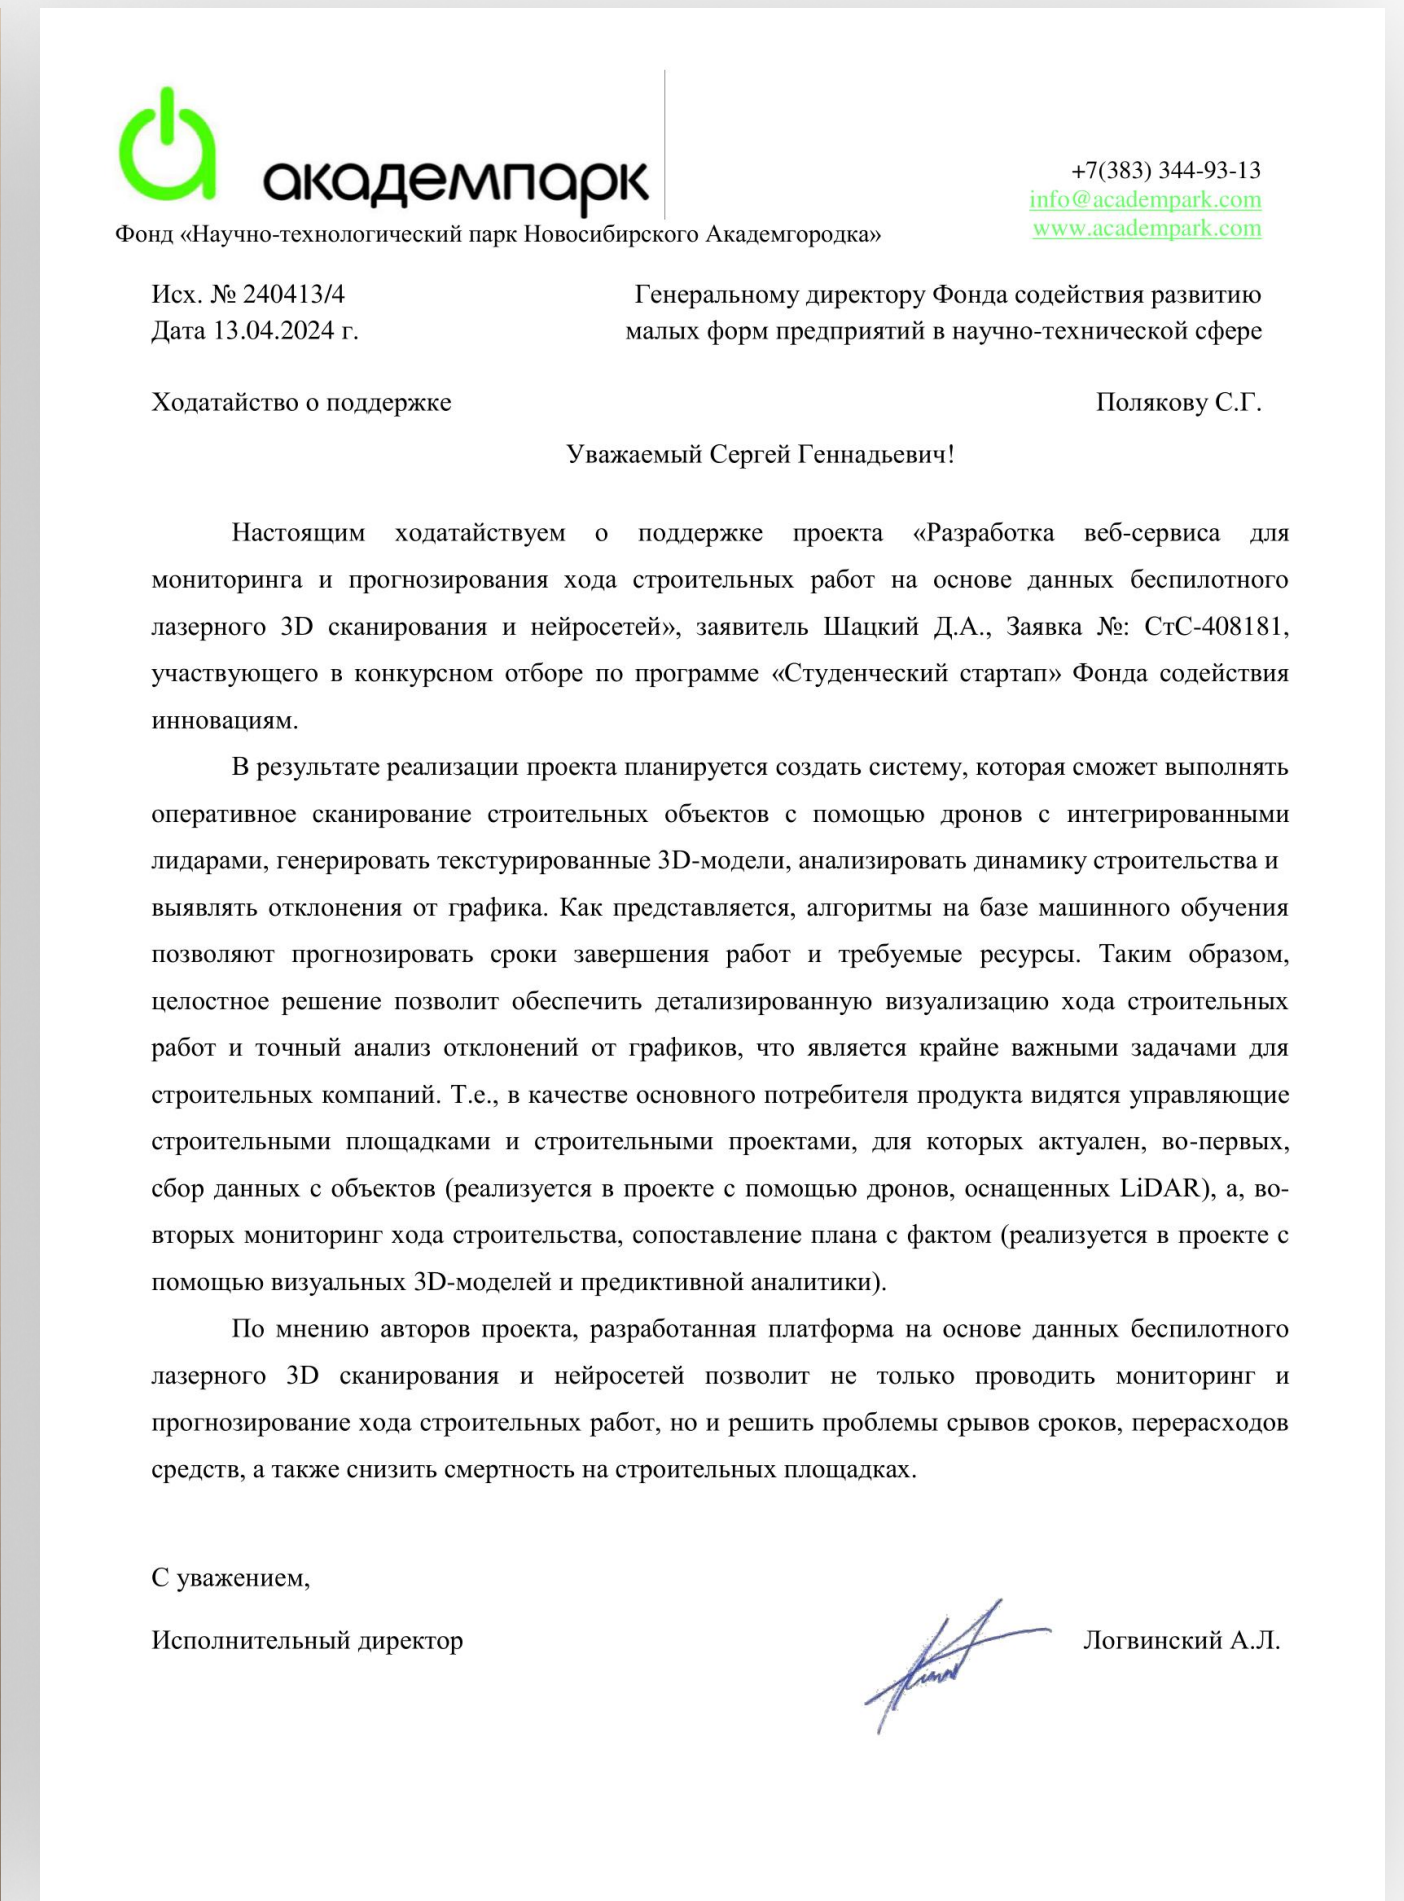 академпарк
+7(383) 344-93-13
info@academpark.com
www.academpark.com
Фонд «Научно-технологический парк Новосибирского Академгородка»
Исх. № 240413/4
Дата 13.04.2024 г.
Генеральному директору Фонда содействия развитию
малых форм предприятий в научно-технической сфере
Ходатайство о поддержке
Полякову С.Г.
Уважаемый Сергей Геннадьевич!
Настоящим ходатайствуем о поддержке проекта «Разработка веб-сервиса для
мониторинга и прогнозирования хода строительных работ на основе данных беспилотного
лазерного 3D сканирования и нейросетей», заявитель Шацкий Д.А., Заявка №: СтС-408181,
участвующего в конкурсном отборе по программе «Студенческий стартап» Фонда содействия
инновациям.
В результате реализации проекта планируется создать систему, которая сможет выполнять
оперативное сканирование строительных объектов с помощью дронов с интегрированными
лидарами, генерировать текстурированные 3D-модели, анализировать динамику строительства и
выявлять отклонения от графика. Как представляется, алгоритмы на базе машинного обучения
позволяют прогнозировать сроки завершения работ и требуемые ресурсы. Таким образом,
целостное решение позволит обеспечить детализированную визуализацию хода строительных
работ и точный анализ отклонений от графиков, что является крайне важными задачами для
строительных компаний. Т.е., в качестве основного потребителя продукта видятся управляющие
строительными площадками и строительными проектами, для которых актуален, во-первых,
сбор данных с объектов (реализуется в проекте с помощью дронов, оснащенных LiDAR), а, во-
вторых мониторинг хода строительства, сопоставление плана с фактом (реализуется в проекте с
помощью визуальных 3D-моделей и предиктивной аналитики).
По мнению авторов проекта, разработанная платформа на основе данных беспилотного
лазерного 3D сканирования и нейросетей позволит не только проводить мониторинг и
прогнозирование хода строительных работ, но и решить проблемы срывов сроков, перерасходов
средств, а также снизить смертность на строительных площадках.
С уважением,
Исполнительный директор
Логвинский А.Л.